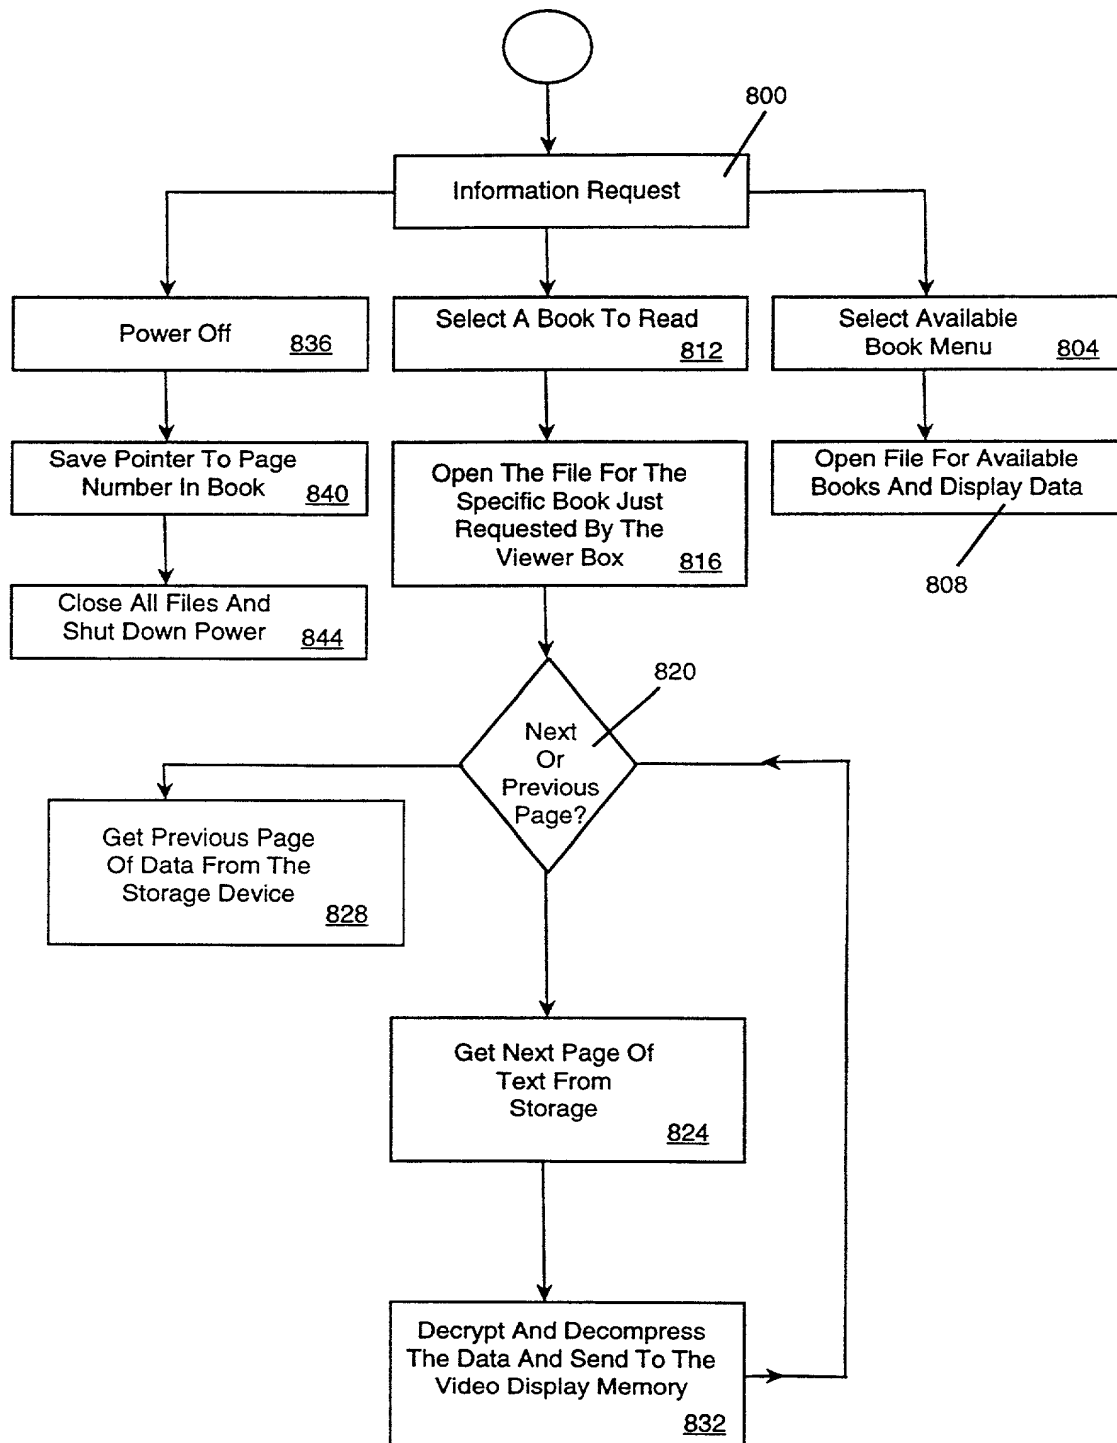 800
Information Request
Power Off
836
Select A Book To Read
812
Select Available
Book Menu
804
Save Pointer To Page
Number In Book
840
Open The File For The
Specific Book Just
Requested By The
Viewer Box
816
Open File For Available
Books And Display Data
808
Close All Files And
Shut Down Power
844
820
Next
Or
Previous
Page?
Get Previous Page
Of Data From The
Storage Device
828
Get Next Page Of
Text From
Storage
824
Decrypt And Decompress
The Data And Send To The
Video Display Memory
832